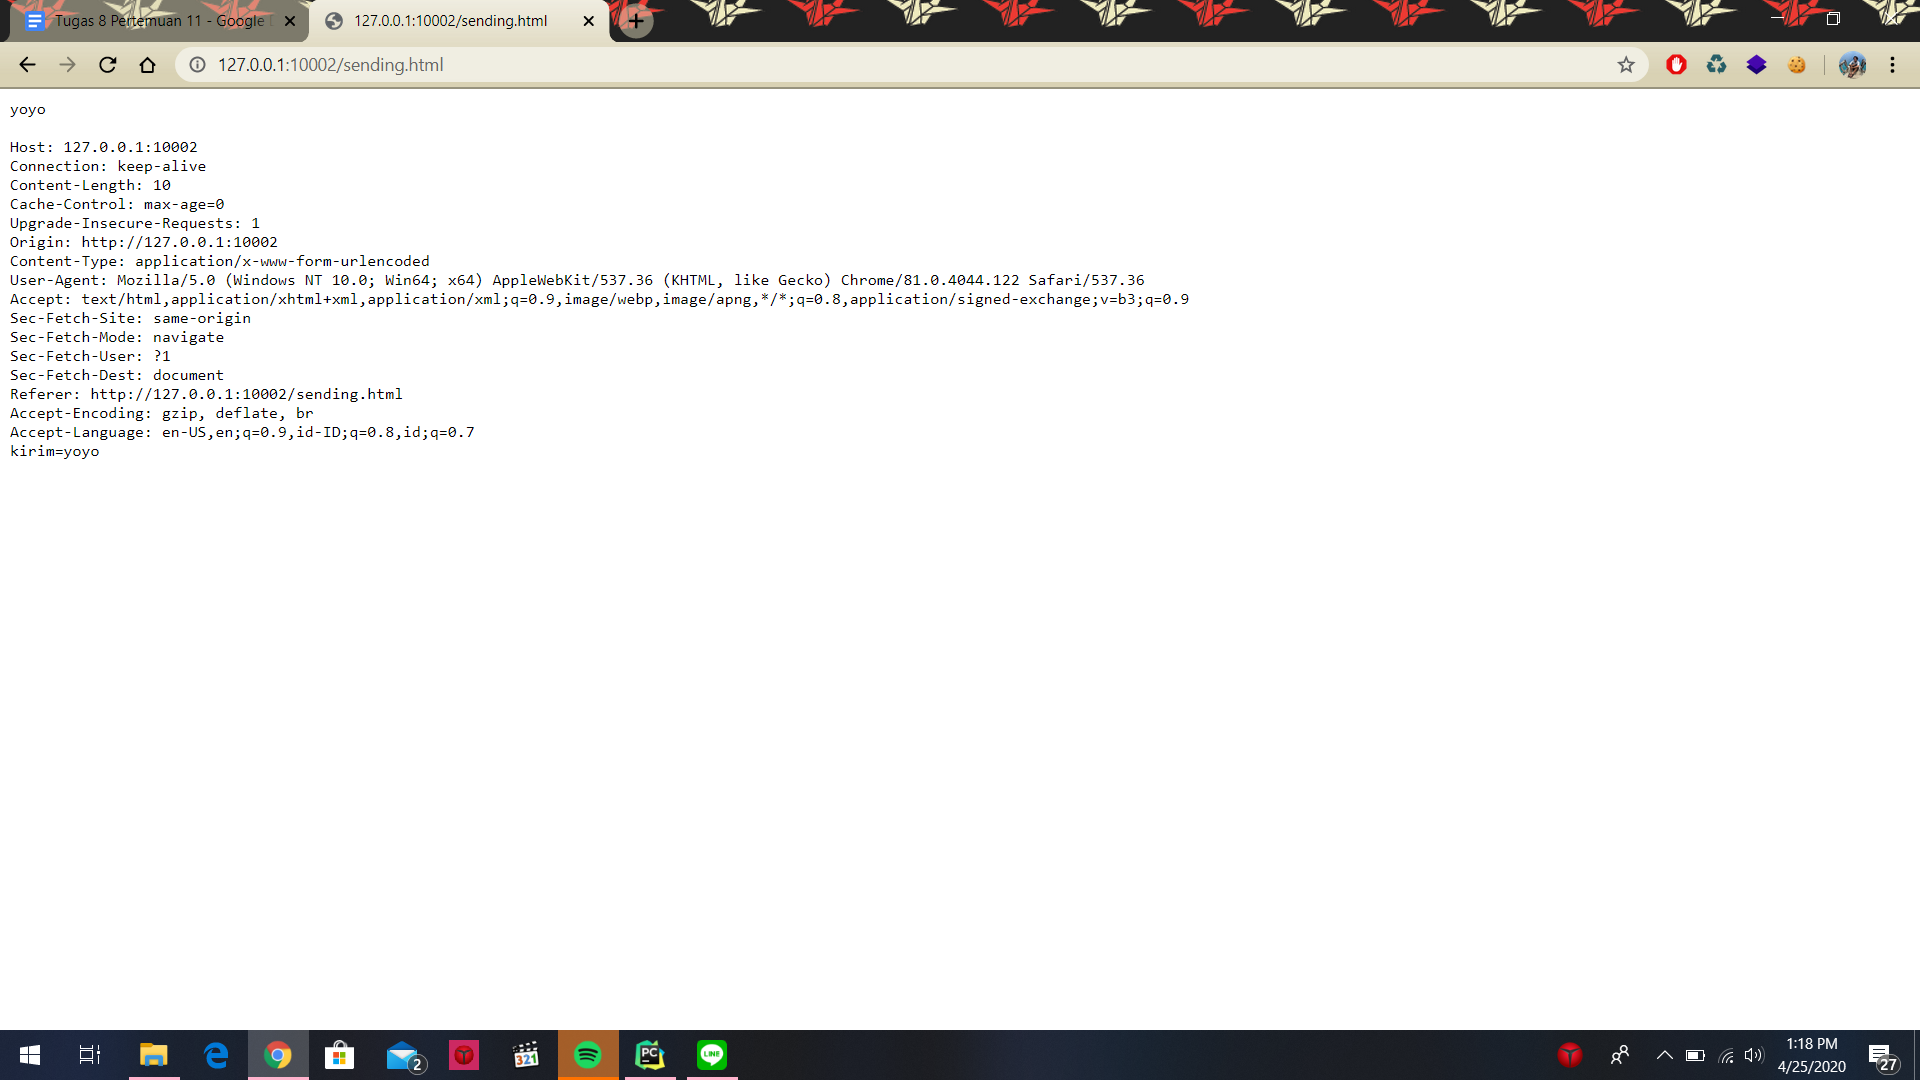 Tugas 8 Pertemuan 11 - Google
127.0.0.1:10002/sending.html
127.0.0.1:10002/sending.html
yoyo
Host: 127.0.0.1:10002
Connection: keep-alive
Content-Length: 10
Cache-Control: max-age=0
Upgrade-Insecure-Requests: 1
Origin: http://127.0.0.1:10002
Content-Type: application/x-www-form-urlencoded
User-Agent: Mozilla/5.0 (Windows NT 10.0; Win64; x64) AppleWebKit/537.36 (KHTML, like Gecko) Chrome/81.0.4044.122 Safari/537.36
Accept: text/html,application/xhtml+xml,application/xml;q=0.9,image/webp,image/apng,*/*;q=0.8,application/signed-exchange;v=b3;q=0.9
Sec-Fetch-Site: same-origin
Sec-Fetch-Mode: navigate
Sec-Fetch-User: ?1
Sec-Fetch-Dest: document
Referer: http://127.0.0.1:10002/sending.html
Accept-Encoding: gzip, deflate, br
Accept-Language: en-US,en;q=0.9,id-ID;q=0.8,id;q=0.7
kirim=yoyo
2
321
PC
LINE
1:18 PM
4/25/2020
27